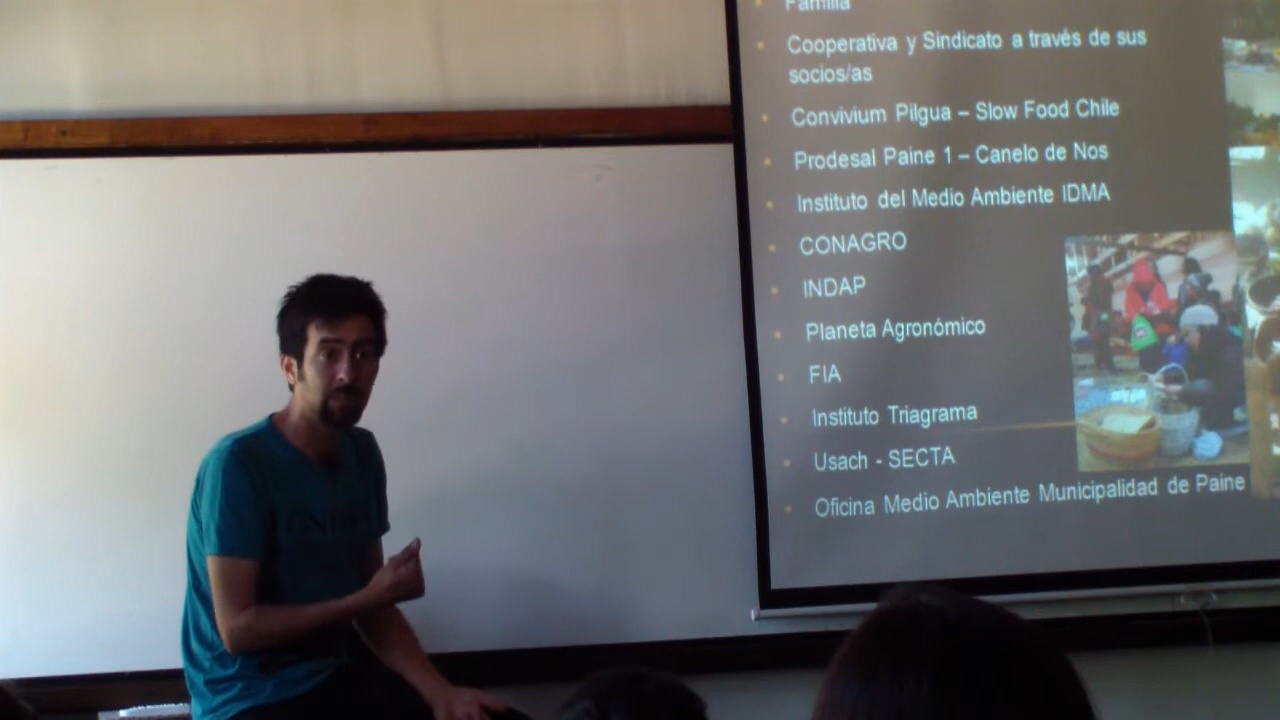 Familia
Cooperativa y Sindicato a través de sus
socios/as
Convivium Pilgua – Slow Food Chile
Prodesal Paine 1 – Canelo de Nos
Instituto del Medio Ambiente IDMA
CONAGRO
INDAP
Planeta Agronómico
FIA
Instituto Triagrama
Usach - SECTA
Oficina Medio Ambiente Municipalidad de Paine